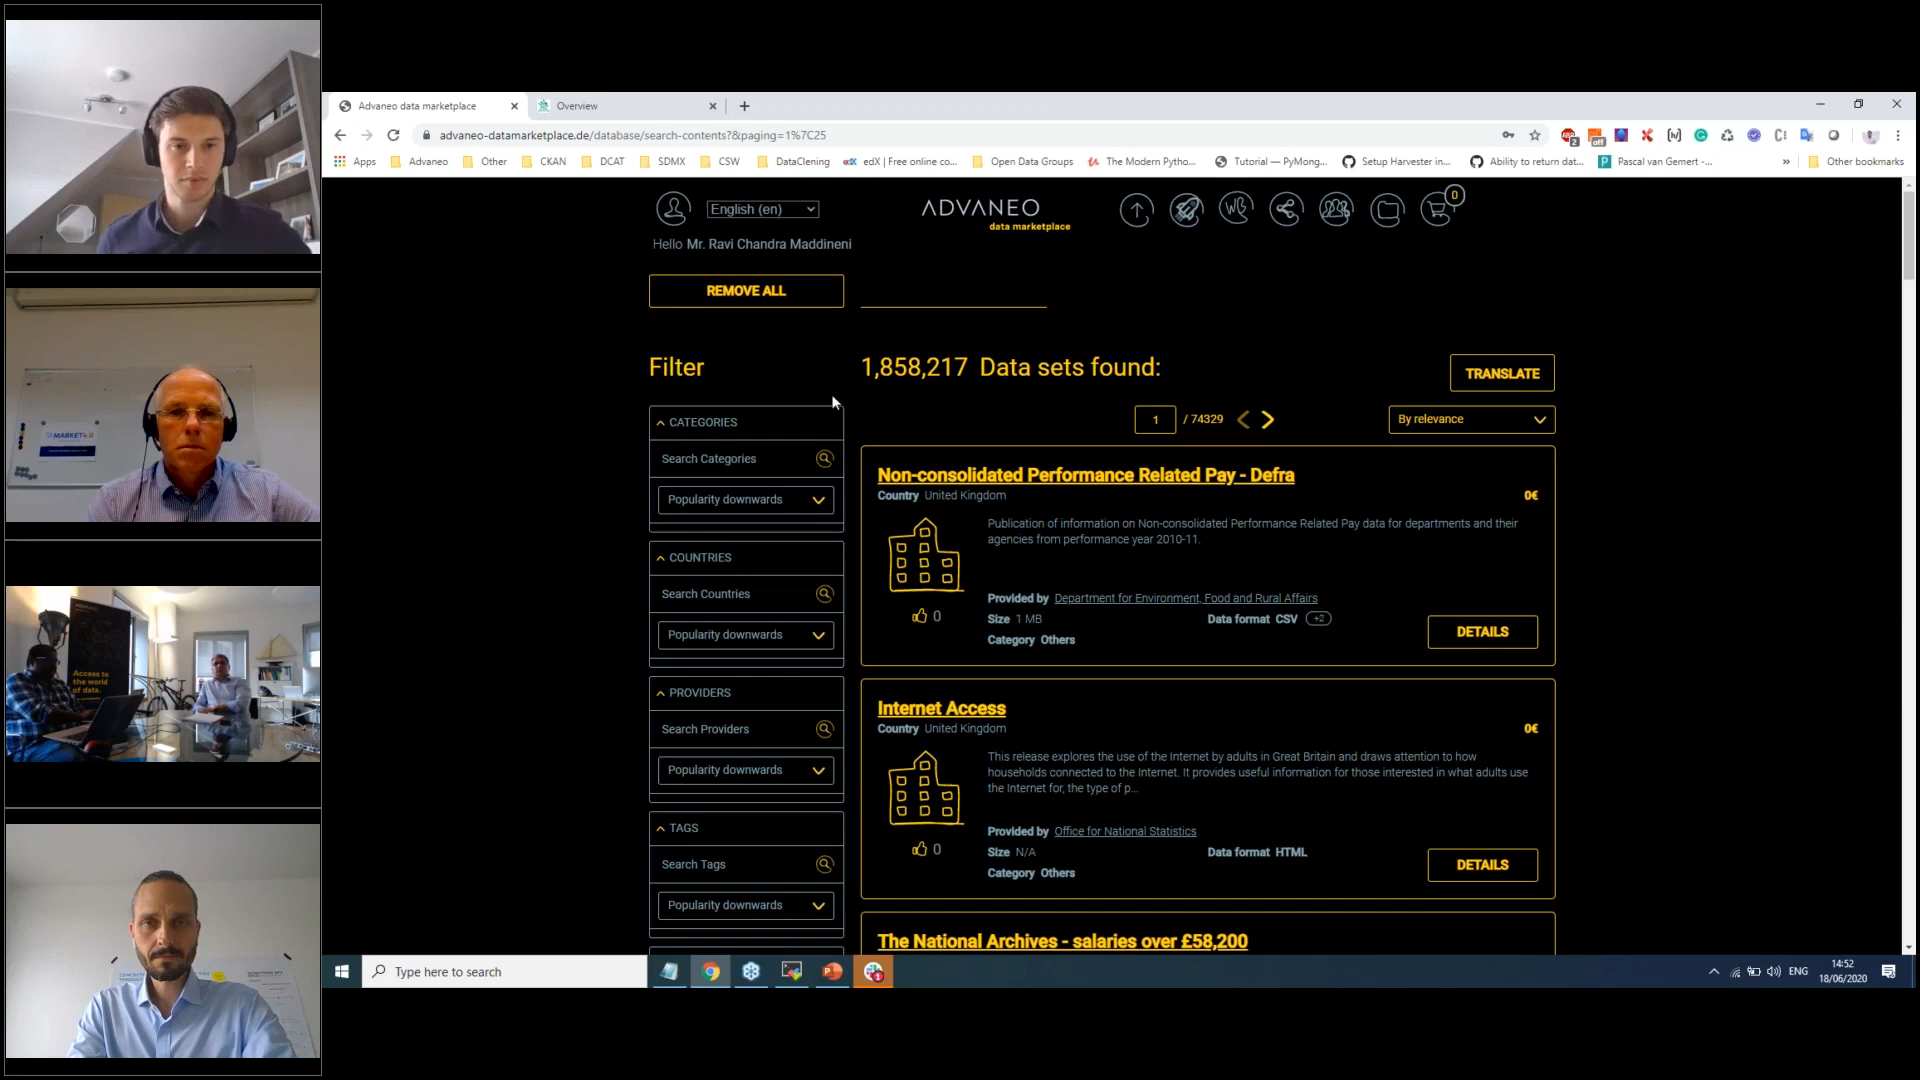 Advaneo data marketplace
Overview
advaneo-datamarketplace.de/database/search-contents?&paging=1%7C25
Apps
Advaneo
Other
CKAN
DCAT
SDMX
CSW
DataClening
edX | Free online co...
Open Data Groups
The Modern Pytho...
Tutorial — PyMong...
Setup Harvester in...
Ability to return dat...
Pascal van Gemert -...
»
Other bookmarks
English (en)
ADVANEO
data marketplace
0
Hello Mr. Ravi Chandra Maddineni
REMOVE ALL
Filter
1,858,217 Data sets found:
TRANSLATE
1 / 74329
By relevance
CATEGORIES
Search Categories
Popularity downwards
COUNTRIES
Search Countries
Popularity downwards
PROVIDERS
Search Providers
Popularity downwards
TAGS
Search Tags
Popularity downwards
Non-consolidated Performance Related Pay - Defra
Country United Kingdom
0€
Publication of information on Non-consolidated Performance Related Pay data for departments and their
agencies from performance year 2010-11.
0
Provided by Department for Environment, Food and Rural Affairs
Size 1 MB
Data format CSV +2
Category Others
DETAILS
Internet Access
Country United Kingdom
0€
This release explores the use of the Internet by adults in Great Britain and draws attention to how
households connected to the Internet. It provides useful information for those interested in what adults use
the Internet for, the type of p...
0
Provided by Office for National Statistics
Size N/A
Data format HTML
Category Others
DETAILS
The National Archives - salaries over £58,200
Type here to search
ENG
14:52
18/06/2020
MARKET4.0
Access to
the world
of data.